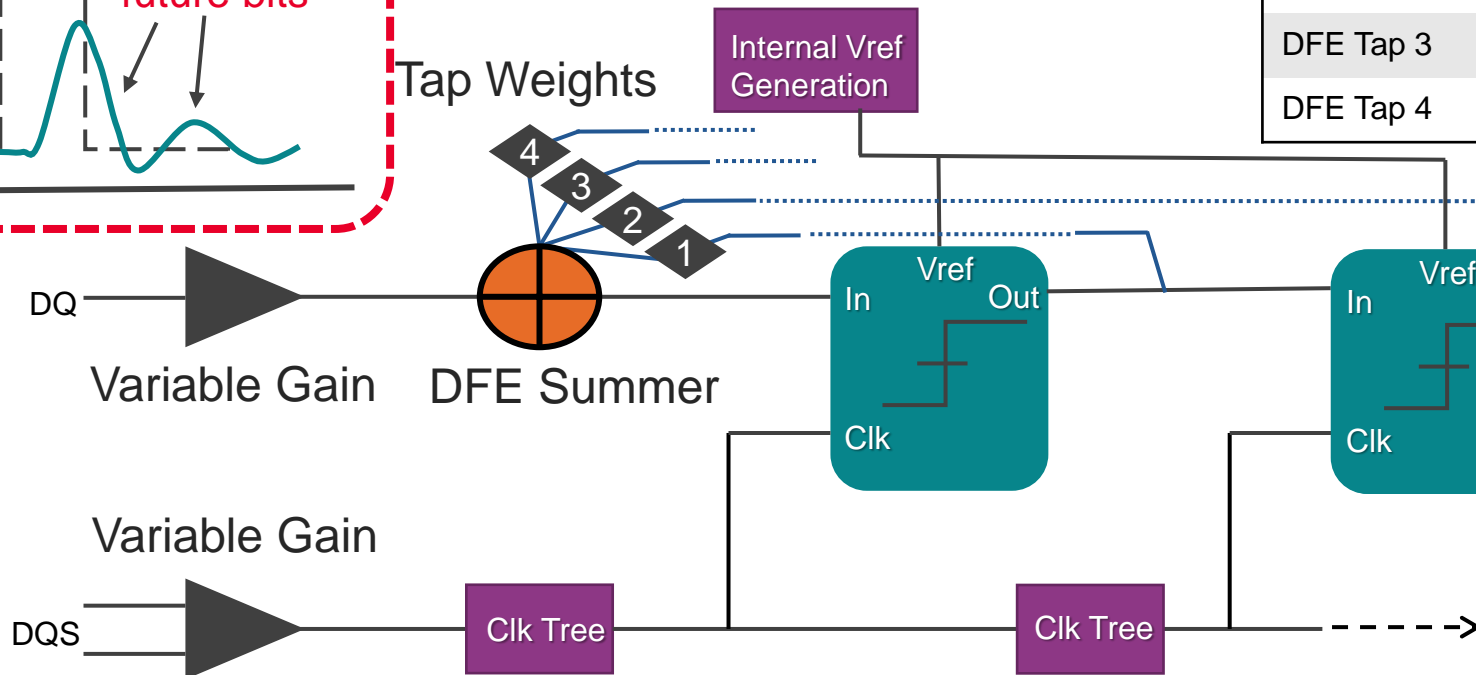 future bits
Tap Weights
Internal Vref
Generation
DFE Tap 3
DFE Tap 4
4
3
2
1
DQ
Variable Gain
DFE Summer
Vref
In
Out
Clk
Vref
In
Clk
Variable Gain
DQS
Clk Tree
Clk Tree